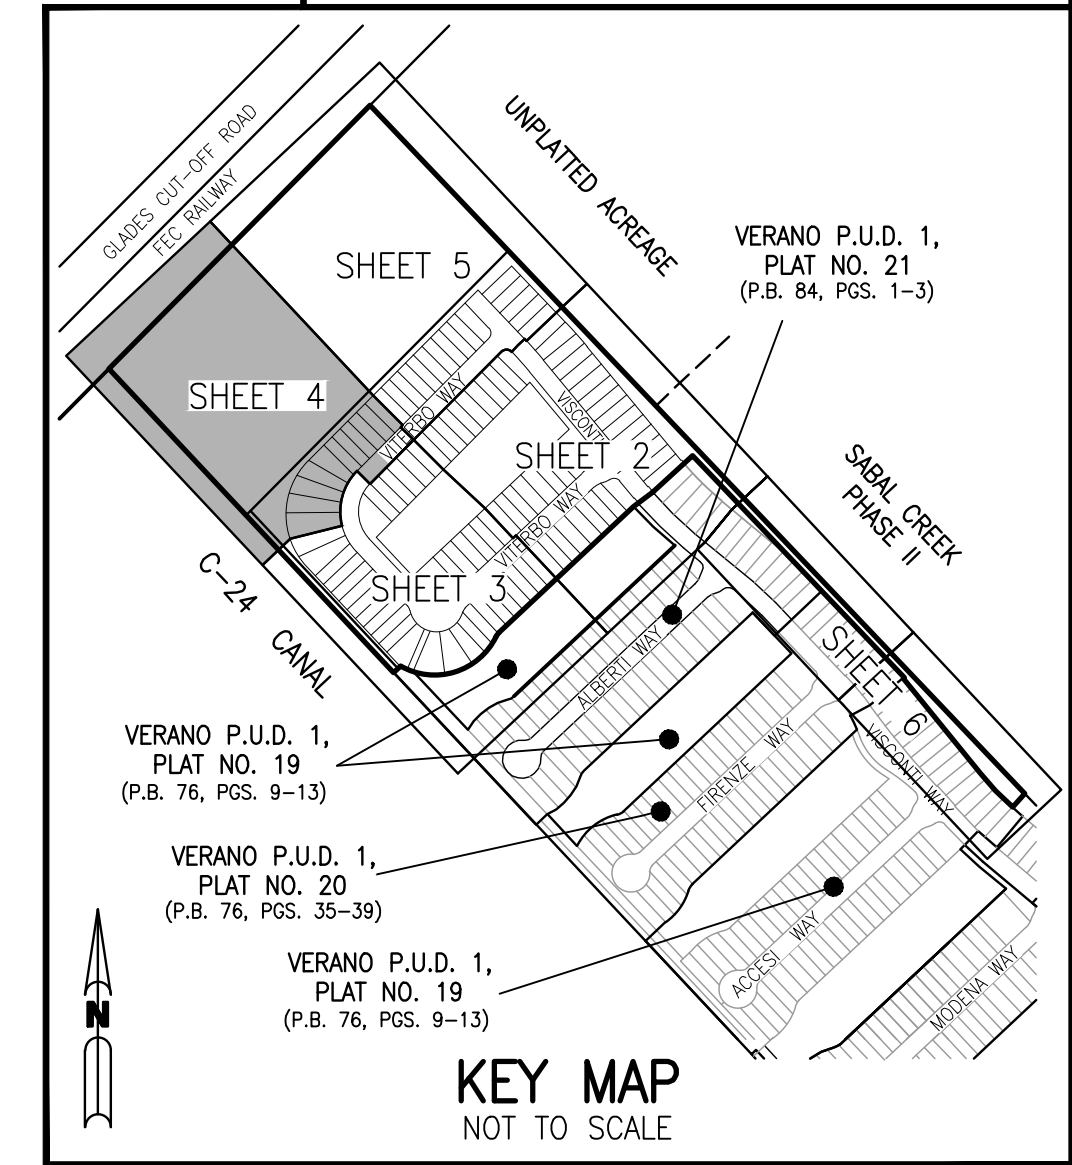 GLADES CUT-OFF ROAD
FEC RAILWAY
UNPLATTED ACREAGE
VERANO P.U.D. 1,
PLAT NO. 21
(P.B. 84, PGS. 1-3)
SHEET 5
SHEET 4
VITERBO WAY
VISCONTI
SHEET 2
SABAL CREEK
PHASE II
VITERBO WAY
SHEET 3
C-24 CANAL
SHEET 6
ALBERTI WAY
VERANO P.U.D. 1,
PLAT NO. 19
(P.B. 76, PGS. 9-13)
FIRENZE WAY
VISCONTI WAY
VERANO P.U.D. 1,
PLAT NO. 20
(P.B. 76, PGS. 35-39)
ACCESI WAY
VERANO P.U.D. 1,
PLAT NO. 19
(P.B. 76, PGS. 9-13)
MODENA WAY
N
KEY MAP
NOT TO SCALE